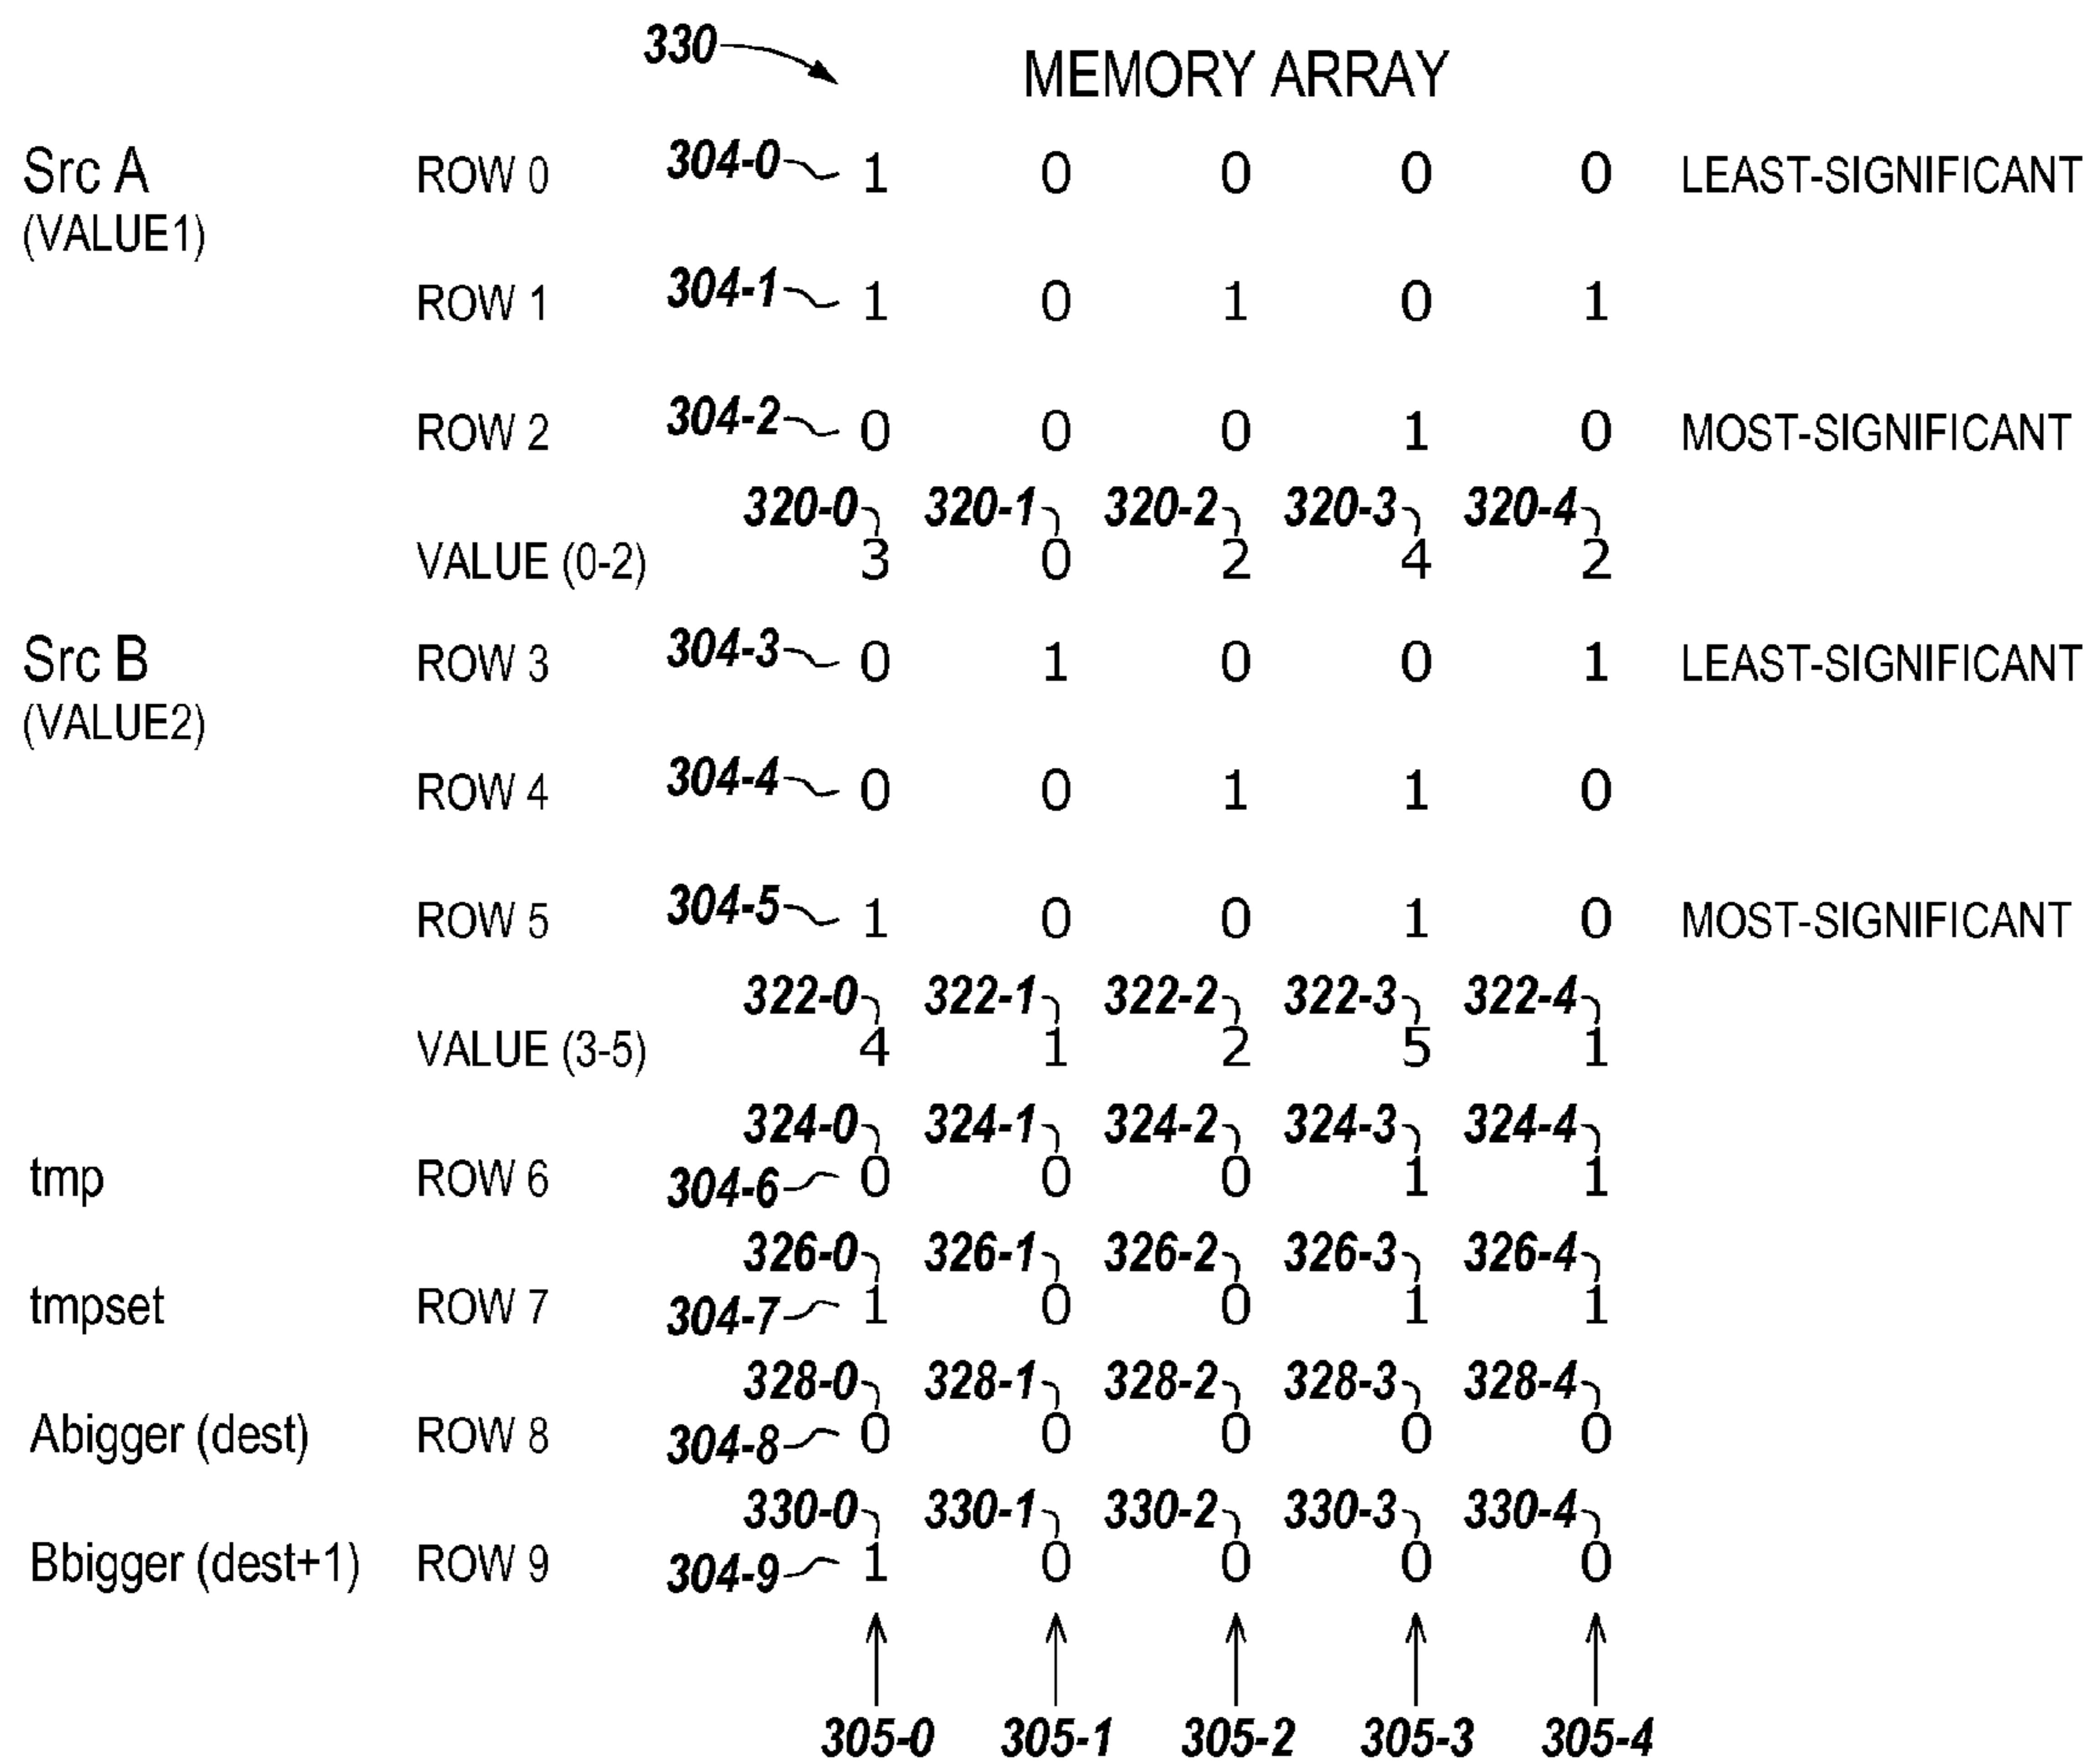 330 MEMORY ARRAY
Src A ROW 0 304-0 1 0 0 0 0 LEAST-SIGNIFICANT
(VALUE1)
ROW 1 304-1 1 0 1 0 1
ROW 2 304-2 0 0 0 1 0 MOST-SIGNIFICANT
320-0 320-1 320-2 320-3 320-4
VALUE (0-2) 3 0 2 4 2
Src B ROW 3 304-3 0 1 0 0 1 LEAST-SIGNIFICANT
(VALUE2)
ROW 4 304-4 0 0 1 1 0
ROW 5 304-5 1 0 0 1 0 MOST-SIGNIFICANT
322-0 322-1 322-2 322-3 322-4
VALUE (3-5) 4 1 2 5 1
324-0 324-1 324-2 324-3 324-4
tmp ROW 6 304-6 0 0 0 1 1
326-0 326-1 326-2 326-3 326-4
tmpset ROW 7 304-7 1 0 0 1 1
328-0 328-1 328-2 328-3 328-4
Abigger (dest) ROW 8 304-8 0 0 0 0 0
330-0 330-1 330-2 330-3 330-4
Bbigger (dest+1) ROW 9 304-9 1 0 0 0 0
305-0 305-1 305-2 305-3 305-4